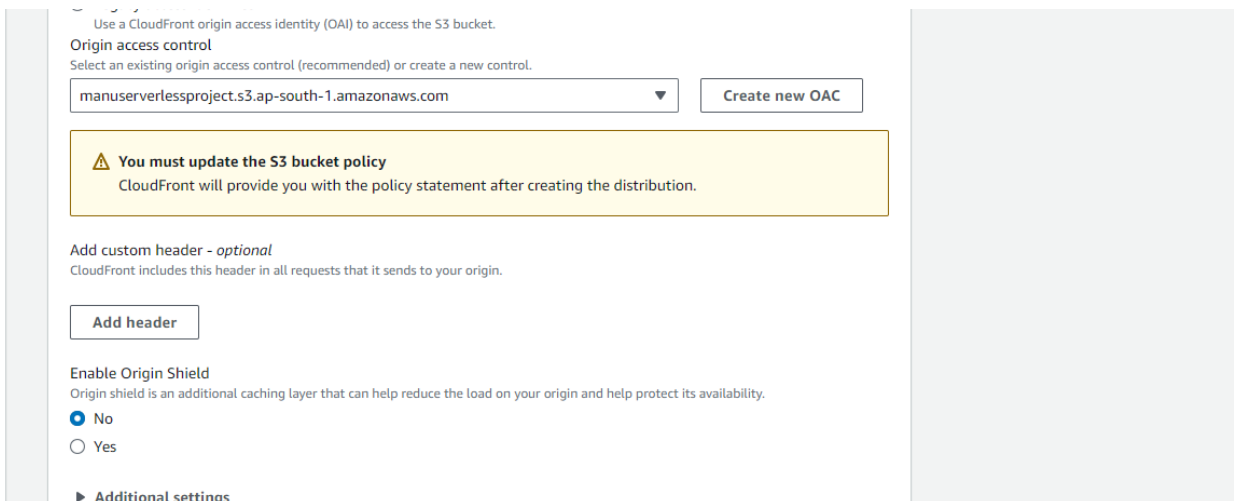 Use a CloudFront origin access identity (OAI) to access the S3 bucket.
Origin access control
Select an existing origin access control (recommended) or create a new control.
manuserverlessproject.s3.ap-south-1.amazonaws.com
Create new OAC
You must update the S3 bucket policy
CloudFront will provide you with the policy statement after creating the distribution.
Add custom header - optional
CloudFront includes this header in all requests that it sends to your origin.
Add header
Enable Origin Shield
Origin shield is an additional caching layer that can help reduce the load on your origin and help protect its availability.
No
Yes
Additional settings